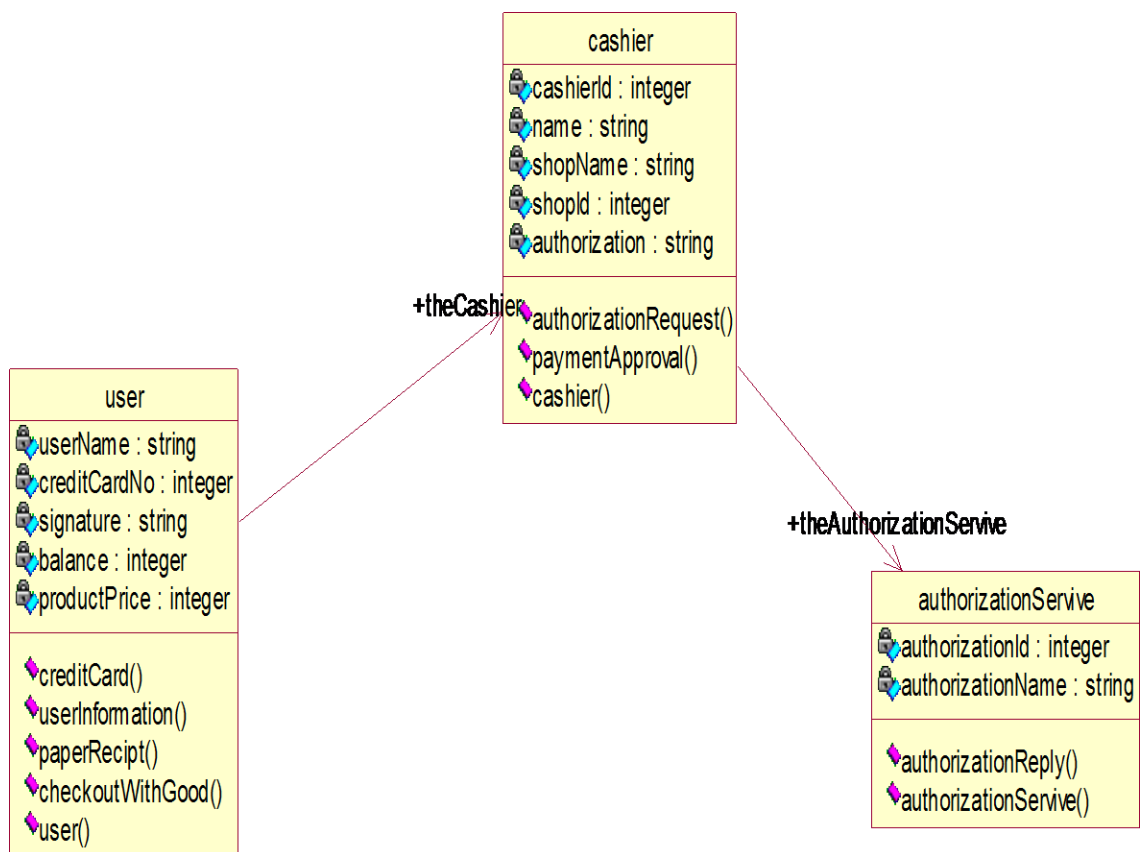 cashier
cashierId : integer
name : string
shopName : string
shopId : integer
authorization : string
authorizationRequest()
paymentApproval()
cashier()
+theCashier
user
userName : string
creditCardNo : integer
signature : string
balance : integer
productPrice : integer
creditCard()
userInformation()
paperRecipt()
checkoutWithGood()
user()
+theAuthorizationServive
authorizationServive
authorizationId : integer
authorizationName : string
authorizationReply()
authorizationServive()